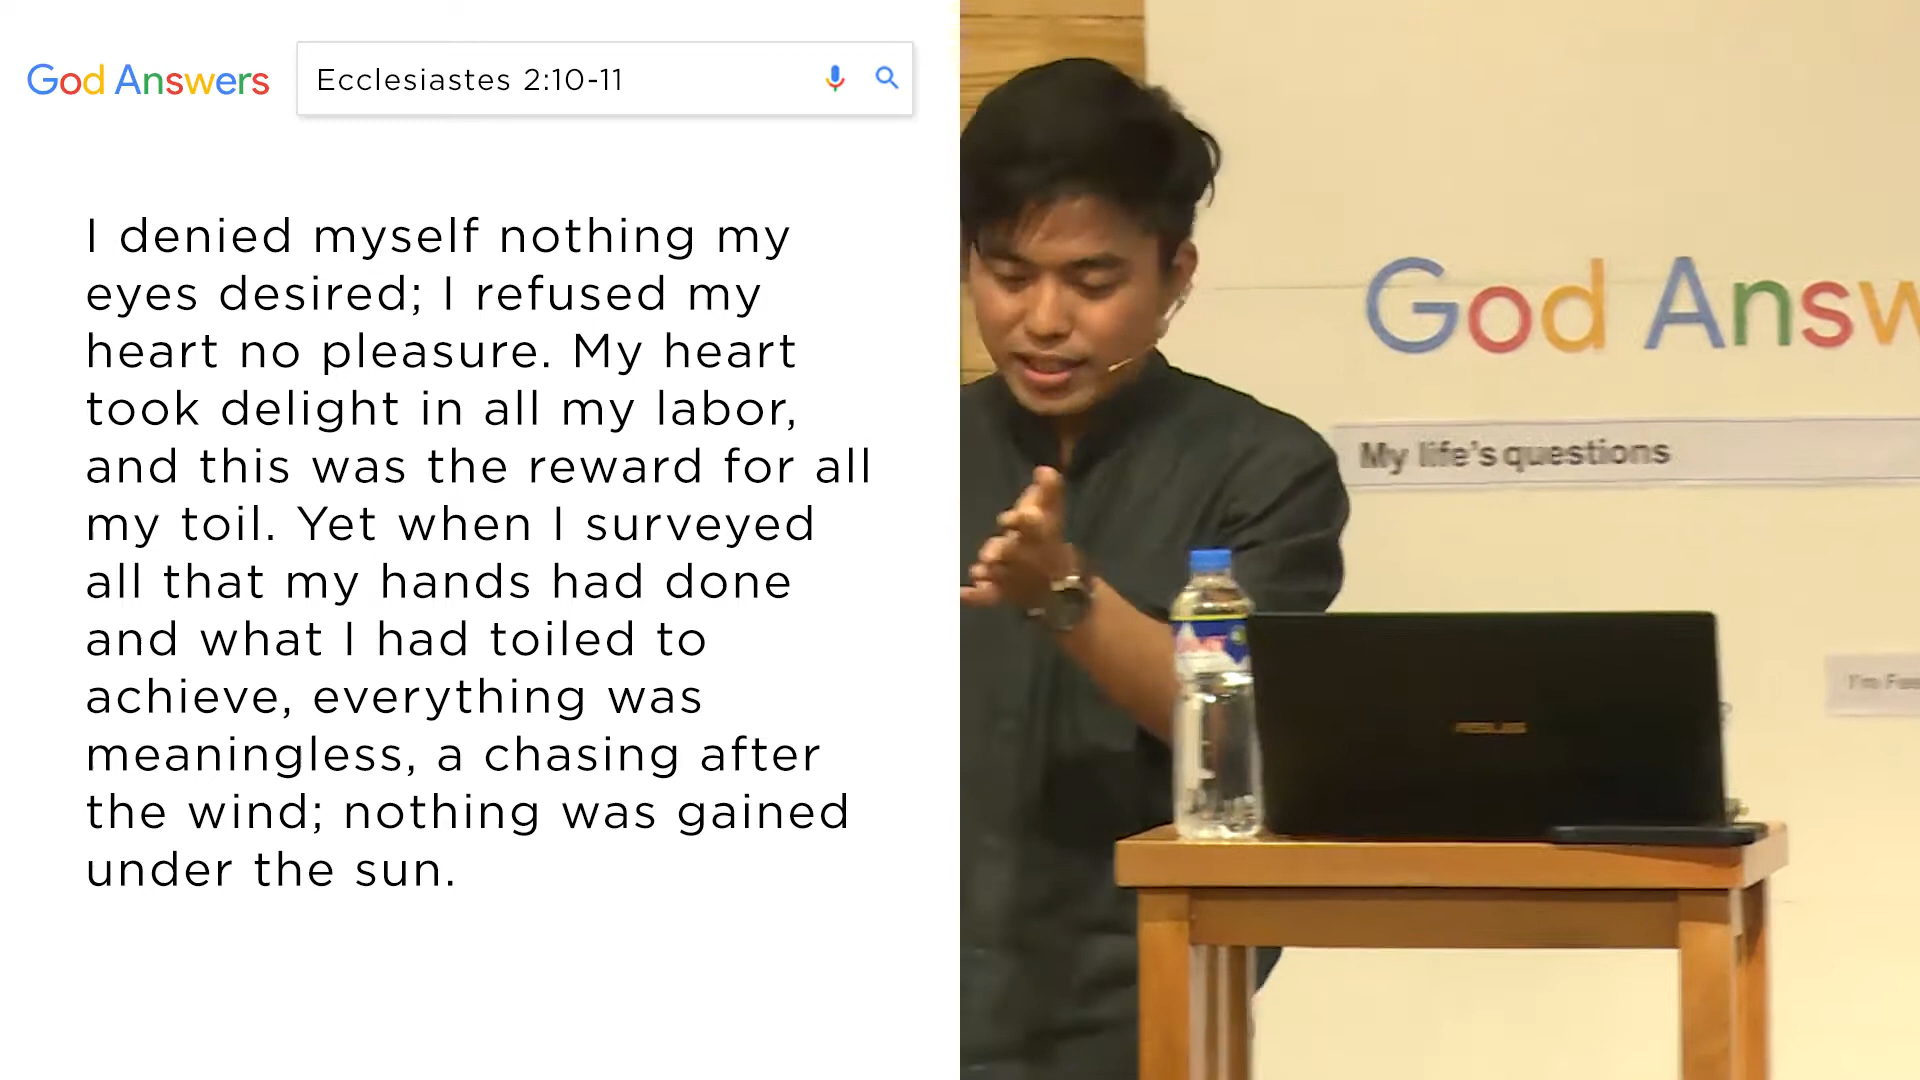 God Answers
Ecclesiastes 2:10-11
I denied myself nothing my
eyes desired; I refused my
heart no pleasure. My heart
took delight in all my labor,
and this was the reward for all
my toil. Yet when I surveyed
all that my hands had done
and what I had toiled to
achieve, everything was
meaningless, a chasing after
the wind; nothing was gained
under the sun.
God Answ
My life's questions
I'm